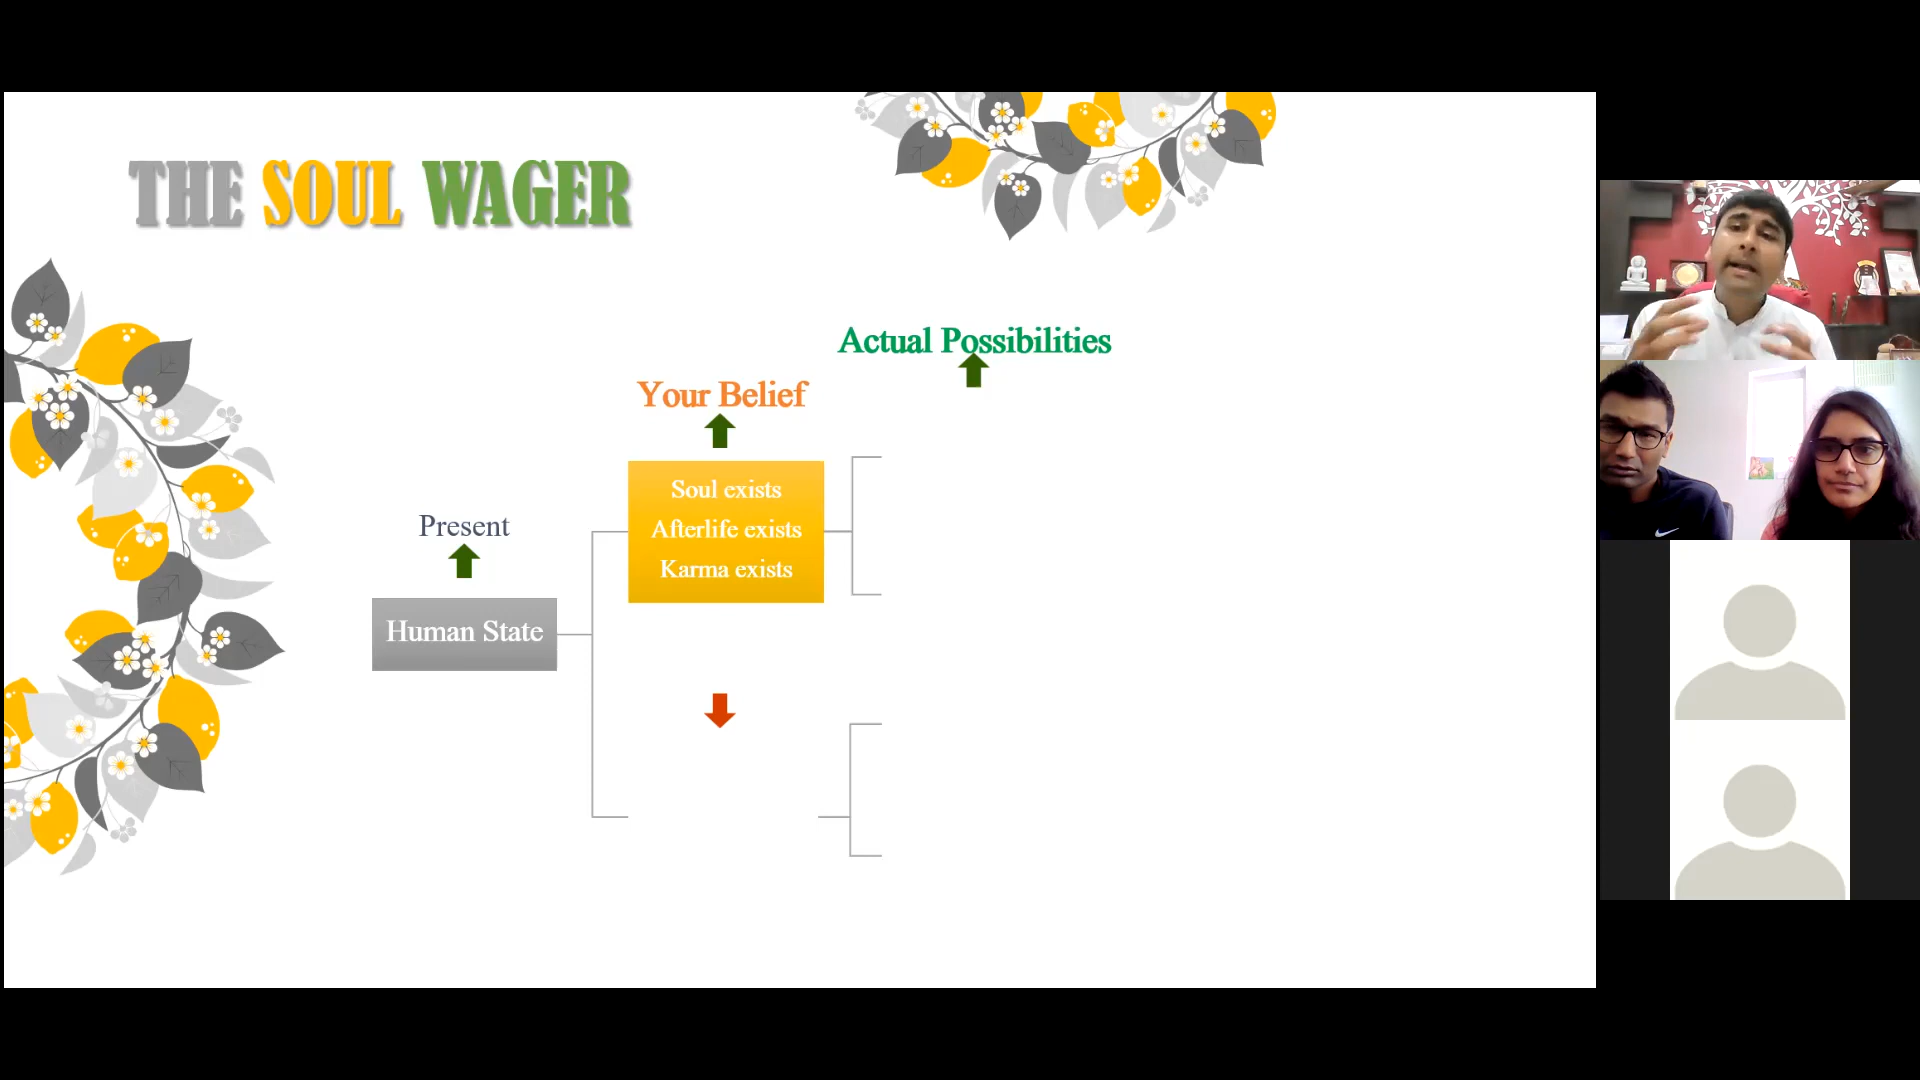 THE SOUL WAGER
Actual Possibilities
Your Belief
Soul exists
Afterlife exists
Karma exists
Present
Human State